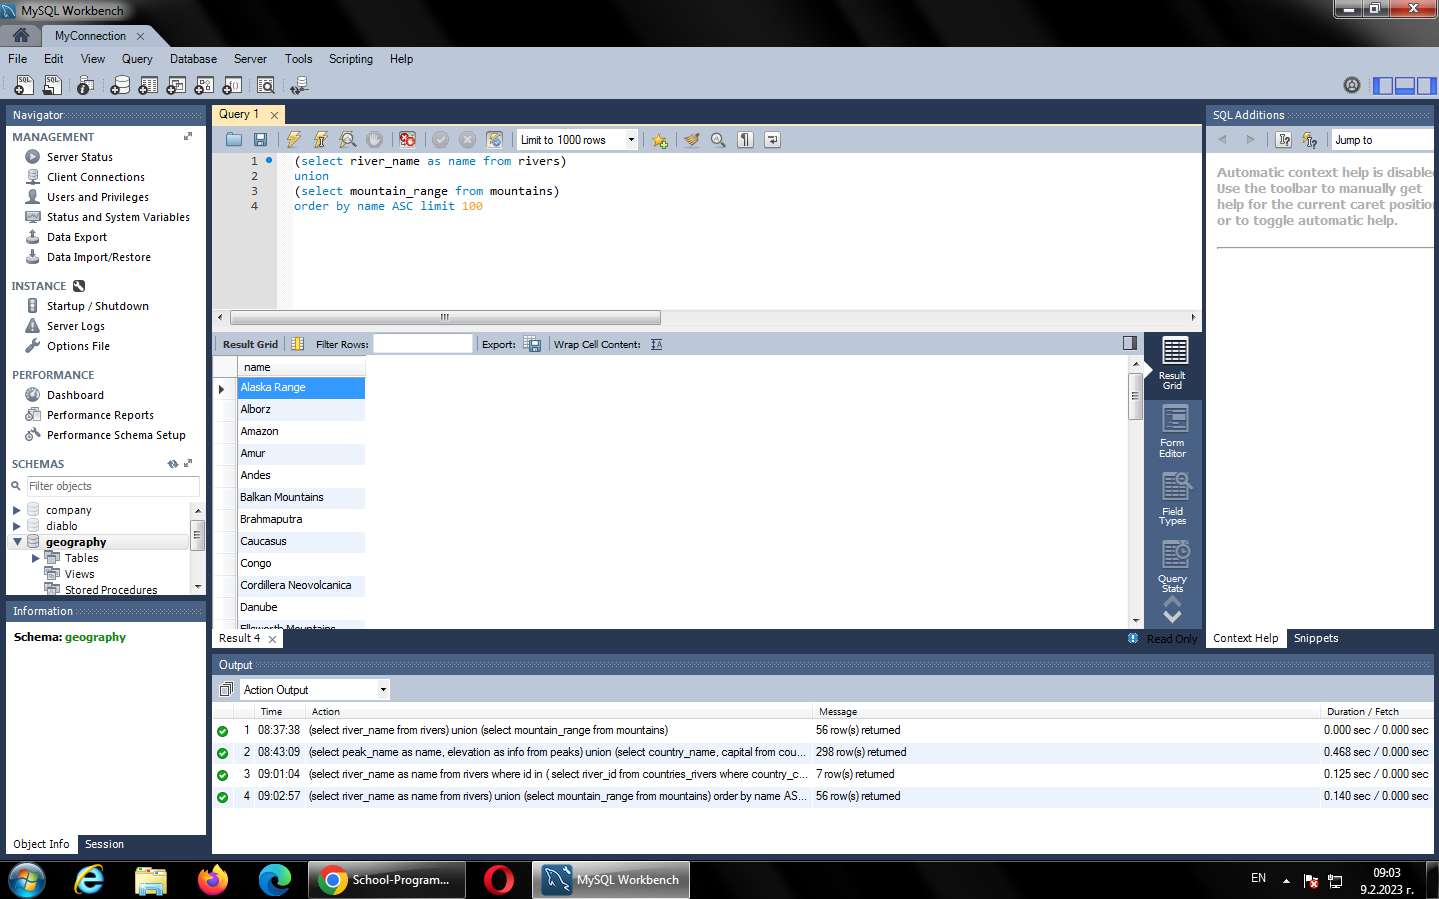 MySQL Workbench
MyConnection
File Edit View Query Database Server Tools Scripting Help
Navigator
MANAGEMENT
Server Status
Client Connections
Users and Privileges
Status and System Variables
Data Export
Data Import/Restore
INSTANCE
Startup / Shutdown
Server Logs
Options File
PERFORMANCE
Dashboard
Performance Reports
Performance Schema Setup
SCHEMAS
Filter objects
company
diablo
geography
Tables
Views
Stored Procedures
Information
Schema: geography
Object Info Session
Query 1
Limit to 1000 rows
1 (select river_name as name from rivers)
2 union
3 (select mountain_range from mountains)
4 order by name ASC limit 100
Result Grid Filter Rows: Export: Wrap Cell Content:
name
Alaska Range
Alborz
Amazon
Amur
Andes
Balkan Mountains
Brahmaputra
Caucasus
Congo
Cordillera Neovolcanica
Danube
Ellsworth Mountains
Result
Grid
Form
Editor
Field
Types
Query
Stats
Result 4
Read Only
SQL Additions
Jump to
Automatic context help is disabled
Use the toolbar to manually get
help for the current caret position
or to toggle automatic help.
Context Help Snippets
Output
Action Output
Time Action Message Duration / Fetch
1 08:37:38 (select river_name from rivers) union (select mountain_range from mountains) 56 row(s) returned 0.000 sec / 0.000 sec
2 08:43:09 (select peak_name as name, elevation as info from peaks) union (select country_name, capital from cou... 298 row(s) returned 0.468 sec / 0.000 sec
3 09:01:04 (select river_name as name from rivers where id in ( select river_id from countries_rivers where country_c... 7 row(s) returned 0.125 sec / 0.000 sec
4 09:02:57 (select river_name as name from rivers) union (select mountain_range from mountains) order by name AS... 56 row(s) returned 0.140 sec / 0.000 sec
School-Program...
MySQL Workbench
EN
09:03
9.2.2023 г.